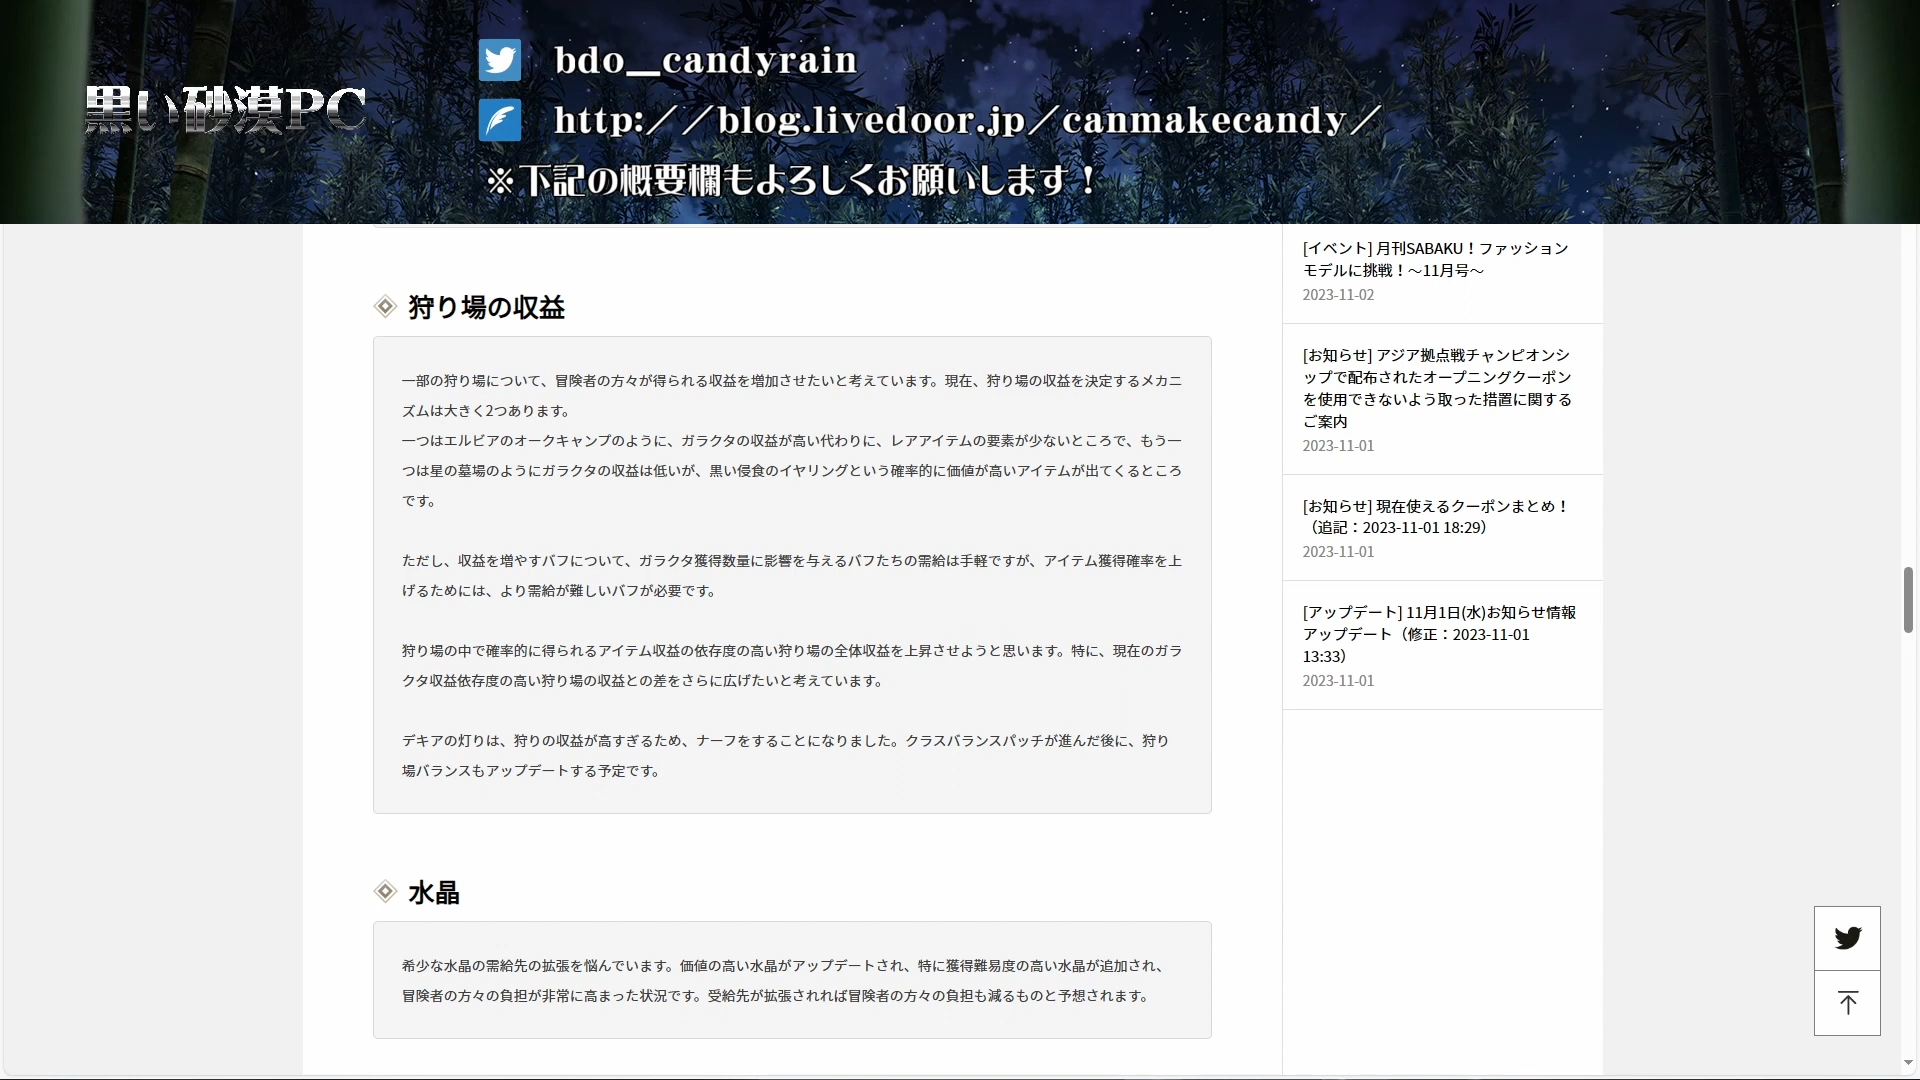 黒い砂漠PC
bdo__candyrain
http://blog.livedoor.jp/canmakecandy/
※下記の概要欄もよろしくお願いします！
狩り場の収益
一部の狩り場について、冒険者の方々が得られる収益を増加させたいと考えています。現在、狩り場の収益を決定するメカニ
ズムは大きく2つあります。
一つはエルビアのオークキャンプのように、ガラクタの収益が高い代わりに、レアアイテムの要素が少ないところで、もう一
つは星の墓場のようにガラクタの収益は低いが、黒い侵食のイヤリングという確率的に価値が高いアイテムが出てくるところ
です。
ただし、収益を増やすバフについて、ガラクタ獲得数量に影響を与えるバフたちの需給は手軽ですが、アイテム獲得確率を上
げるためには、より需給が難しいバフが必要です。
狩り場の中で確率的に得られるアイテム収益の依存度の高い狩り場の全体収益を上昇させようと思います。特に、現在のガラ
クタ収益依存度の高い狩り場の収益との差をさらに広げたいと考えています。
デキアの灯りは、狩りの収益が高すぎるため、ナーフをすることになりました。クラスバランスパッチが進んだ後に、狩り
場バランスもアップデートする予定です。
水晶
希少な水晶の需給先の拡張を悩んでいます。価値の高い水晶がアップデートされ、特に獲得難易度の高い水晶が追加され、
冒険者の方々の負担が非常に高まった状況です。受給先が拡張されれば冒険者の方々の負担も減るものと予想されます。
[イベント] 月刊SABAKU！ファッション
モデルに挑戦！～11月号～
2023-11-02
[お知らせ] アジア拠点戦チャンピオンシ
ップで配布されたオープニングクーポン
を使用できないよう取った措置に関する
ご案内
2023-11-01
[お知らせ] 現在使えるクーポンまとめ！
（追記：2023-11-01 18:29）
2023-11-01
[アップデート] 11月1日(水)お知らせ情報
アップデート（修正：2023-11-01
13:33）
2023-11-01